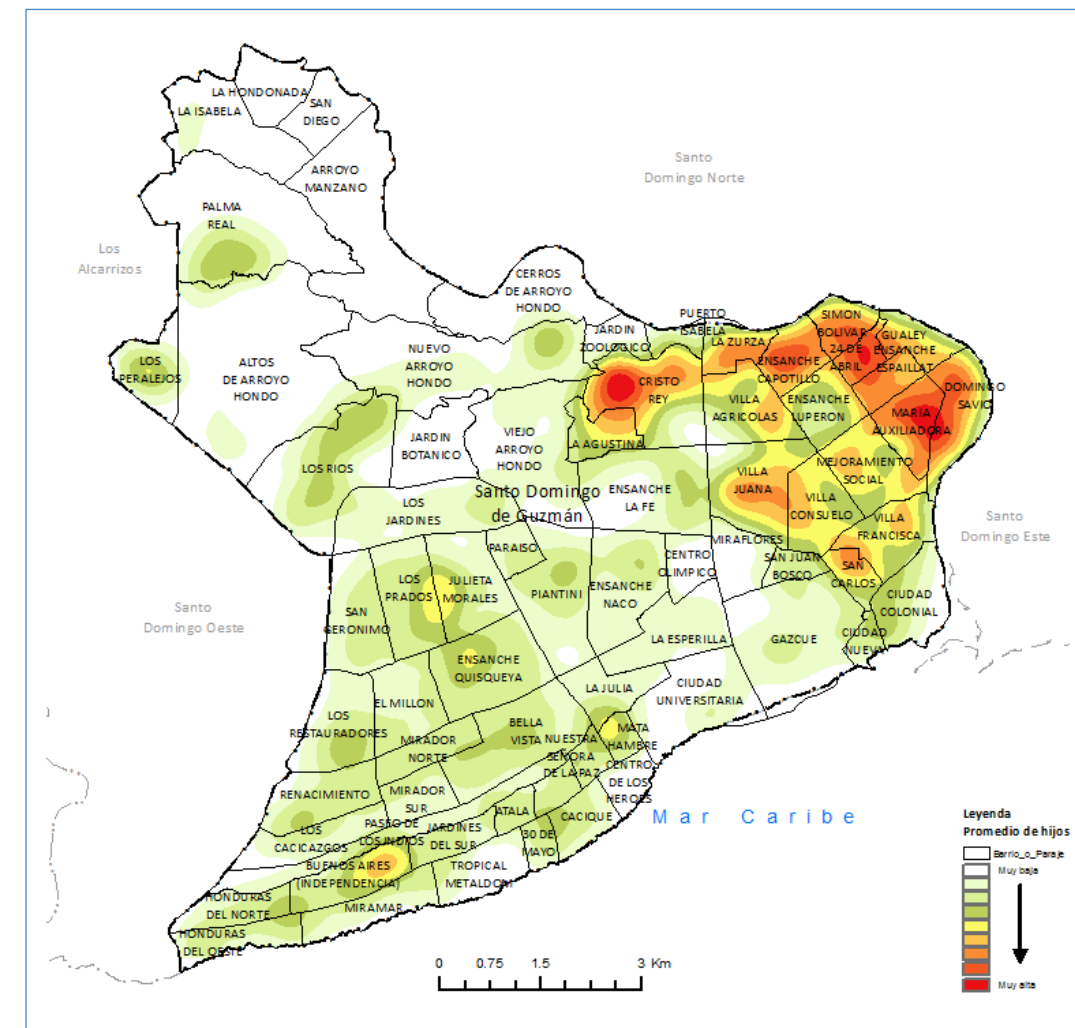 LA HONDONADA
LA ISABELA
SAN
DIEGO
ARROYO
MANZANO
Santo
Domingo Norte
PALMA
REAL
Los
Alcarrizos
CERROS
DE ARROYO
HONDO
PUERTO
ISABELA
JARDIN
ZOOLOGICO
LA ZURZA
SIMON
BOLIVAR
GUALEY
24 DE
ABRIL
ENSANCHE
ESPAILLAT
ENSANCHE
CAPOTILLO
LOS
PERALEJOS
ALTOS
DE ARROYO
HONDO
NUEVO
ARROYO
HONDO
CRISTO
REY
VILLA
AGRICOLAS
ENSANCHE
LUPERON
DOMINGO
SAVIO
MARIA
AUXILIADORA
JARDIN
BOTANICO
VIEJO
ARROYO
HONDO
LA AGUSTINA
LOS RIOS
MEJORAMIENTO
SOCIAL
VILLA
JUANA
ENSANCHE
LA FE
Santo Domingo
de Guzmán
VILLA
CONSUELO
LOS
JARDINES
VILLA
FRANCISCA
Santo
Domingo Este
MIRAFLORES
PARAISO
CENTRO
OLIMPICO
SAN JUAN
BOSCO
SAN
CARLOS
LOS
PRADOS
JULIETA
MORALES
PIANTINI
ENSANCHE
NACO
CIUDAD
COLONIAL
Santo
Domingo Oeste
SAN
GERONIMO
LA ESPERILLA
GAZCUE
CIUDAD
NUEVA
ENSANCHE
QUISQUEYA
LA JULIA
CIUDAD
UNIVERSITARIA
EL MILLON
LOS
RESTAURADORES
BELLA
VISTA
MATA
HAMBRE
MIRADOR
NORTE
NUESTRA
SEÑORA
DE LA PAZ
CENTRO
DE LOS
HEROES
RENACIMIENTO
MIRADOR
SUR
ATALA
CACIQUE
Mar Caribe
LOS
CACICAZGOS
PASEO DE
LOS INDIOS
JARDINES
DEL SUR
30 DE
MAYO
BUENOS AIRES
(INDEPENDENCIA)
TROPICAL
METALDOM
HONDURAS
DEL NORTE
MIRAMAR
HONDURAS
DEL OESTE
Leyenda
Promedio de hijos
Barrio_o_Paraje
Muy baja
Muy alta
0 0.75 1.5 3 Km